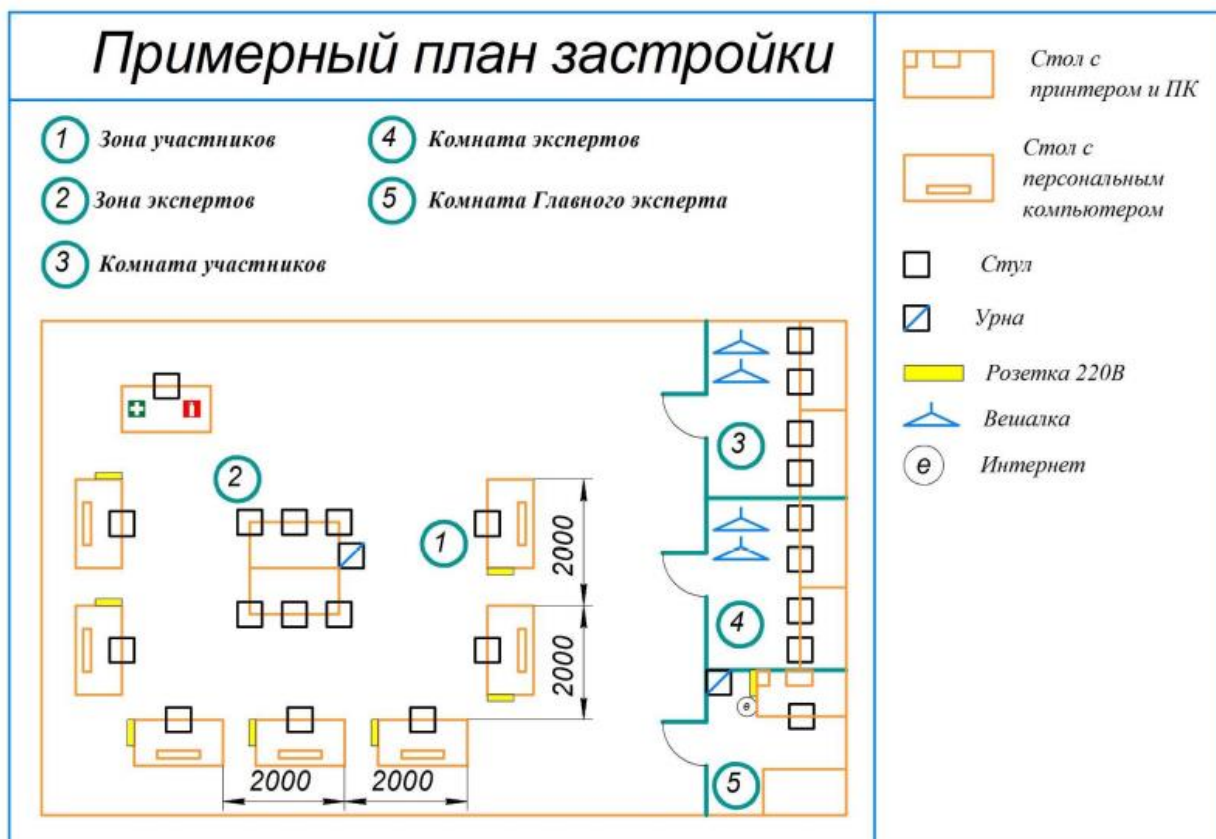 Примерный план застройки
1 Зона участников
2 Зона экспертов
3 Комната участников
4 Комната экспертов
5 Комната Главного эксперта
Стол с
принтером и ПК
Стол с
персональным
компьютером
Стул
Урна
Розетка 220В
Вешалка
e Интернет
2
1
3
4
5
e
2000
2000
2000
2000